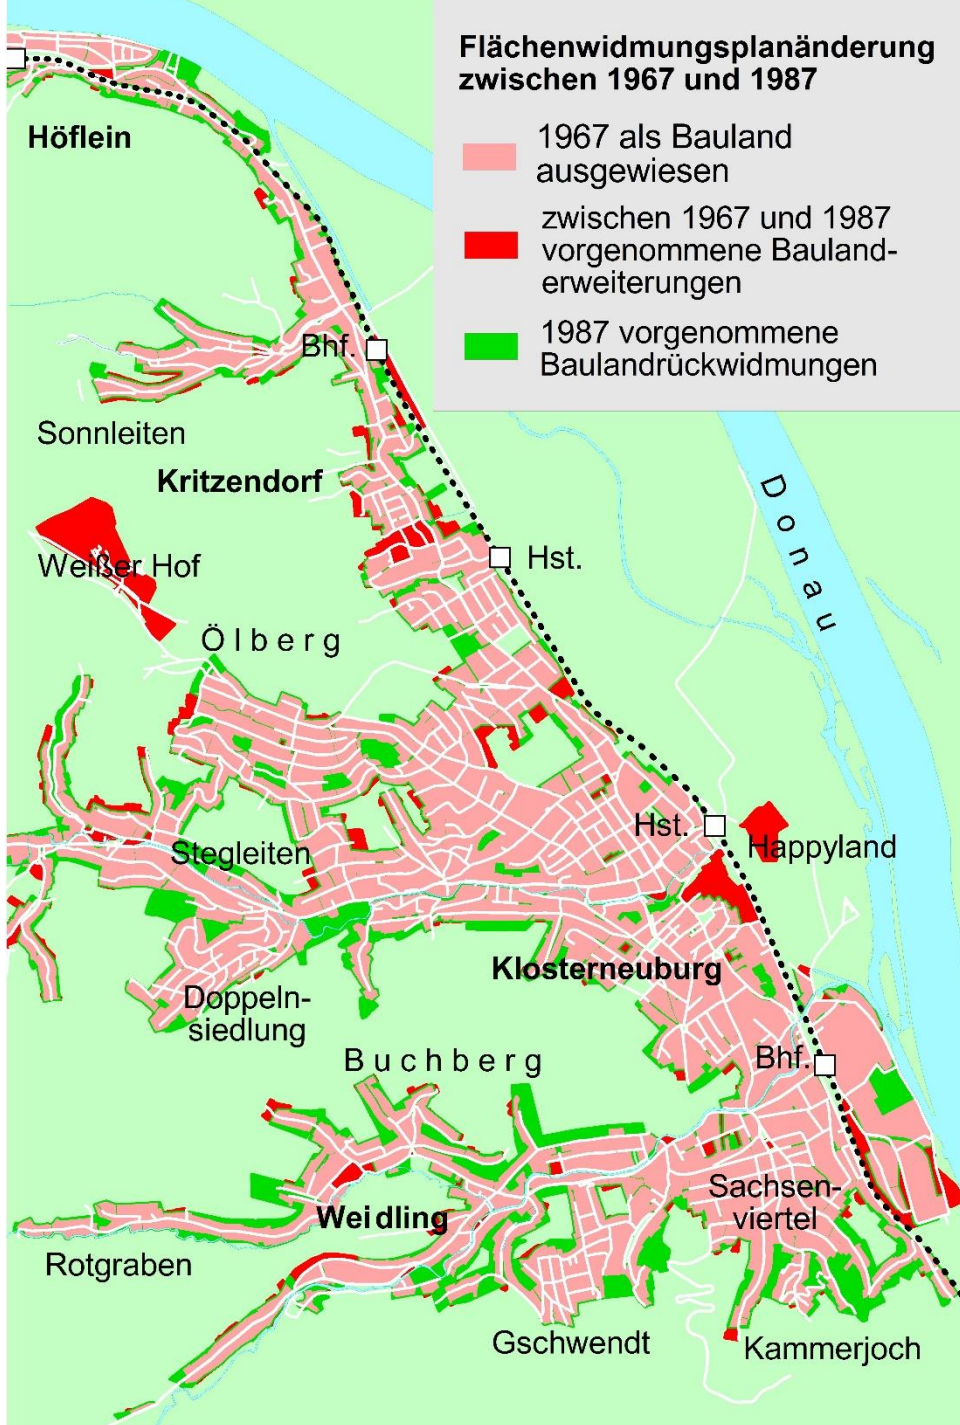 Flächenwidmungsplanänderung
zwischen 1967 und 1987
1967 als Bauland
ausgewiesen
zwischen 1967 und 1987
vorgenommene Bauland-
erweiterungen
1987 vorgenommene
Baulandrückwidmungen
Höflein
Bhf.
Sonnleiten
Kritzendorf
Donau
Weißer Hof
Hst.
Ölberg
Hst.
Happyland
Stegleiten
Klosterneuburg
Doppeln-
siedlung
Buchberg
Bhf.
Sachsen-
viertel
Weidling
Rotgraben
Gschwendt
Kammerjoch